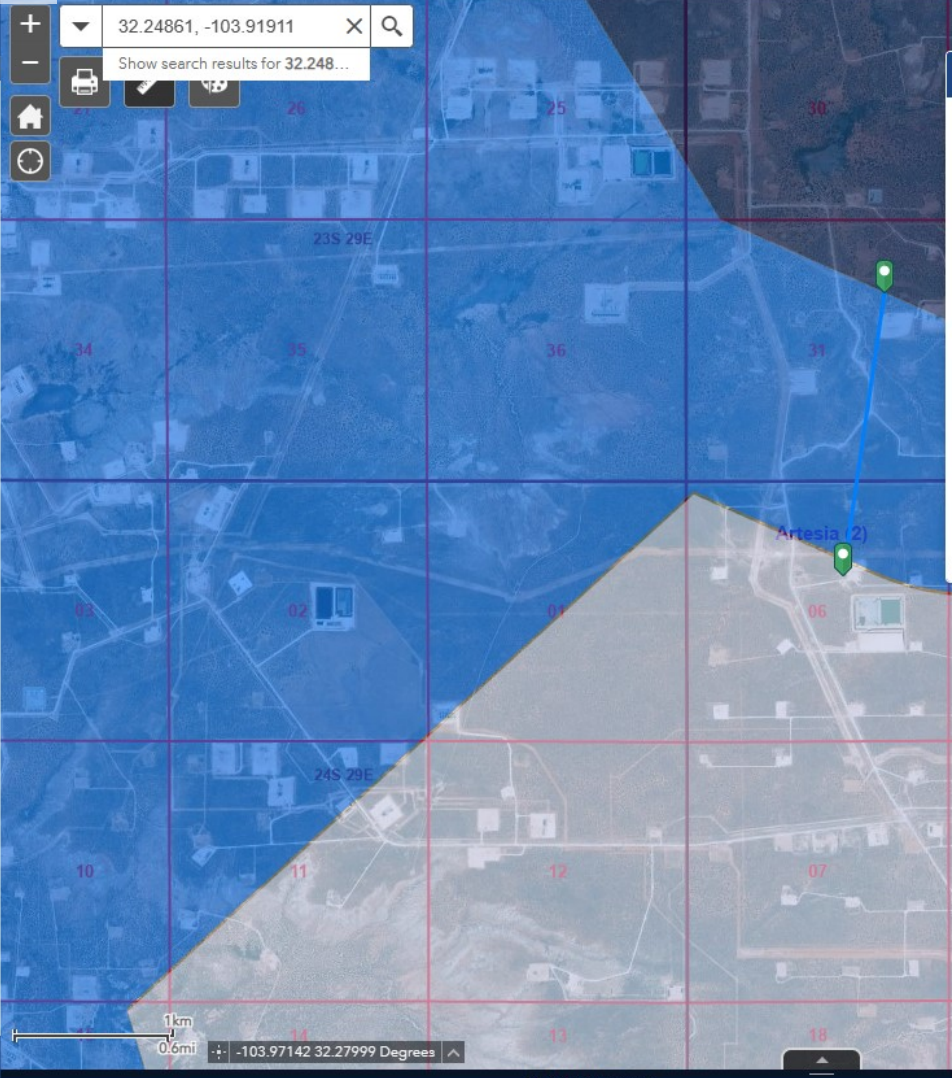 +
32.24861, -103.91911
−
Show search results for 32.248...
27 26 25 30
23S 29E
34 35 36 31
Artesia (2)
03 02 01 06
24S 29E
10 11 12 07
1km
0.6mi
14 13 18
-103.97142 32.27999 Degrees